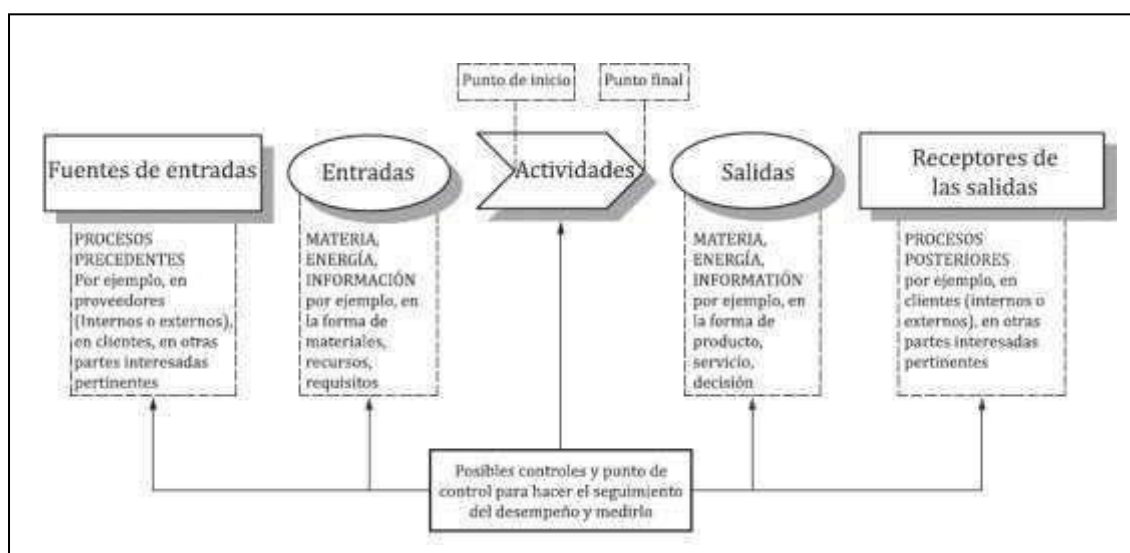 Punto de inicio
Punto final
Fuentes de entradas
Entradas
Actividades
Salidas
Receptores de
las salidas
PROCESOS
PRECEDENTES
Por ejemplo, en
proveedores
(Internos o externos),
en clientes, en otras
partes interesadas
pertinentes
MATERIA,
ENERGÍA,
INFORMACIÓN
por ejemplo, en
la forma de
materiales,
recursos,
requisitos
MATERIA,
ENERGÍA,
INFORMATIÓN
por ejemplo, en
la forma de
producto,
servicio,
decisión
PROCESOS
POSTERIORES
por ejemplo, en
clientes (internos o
externos), en otras
partes interesadas
pertinentes
Posibles controles y punto de
control para hacer el seguimiento
del desempeño y medirlo